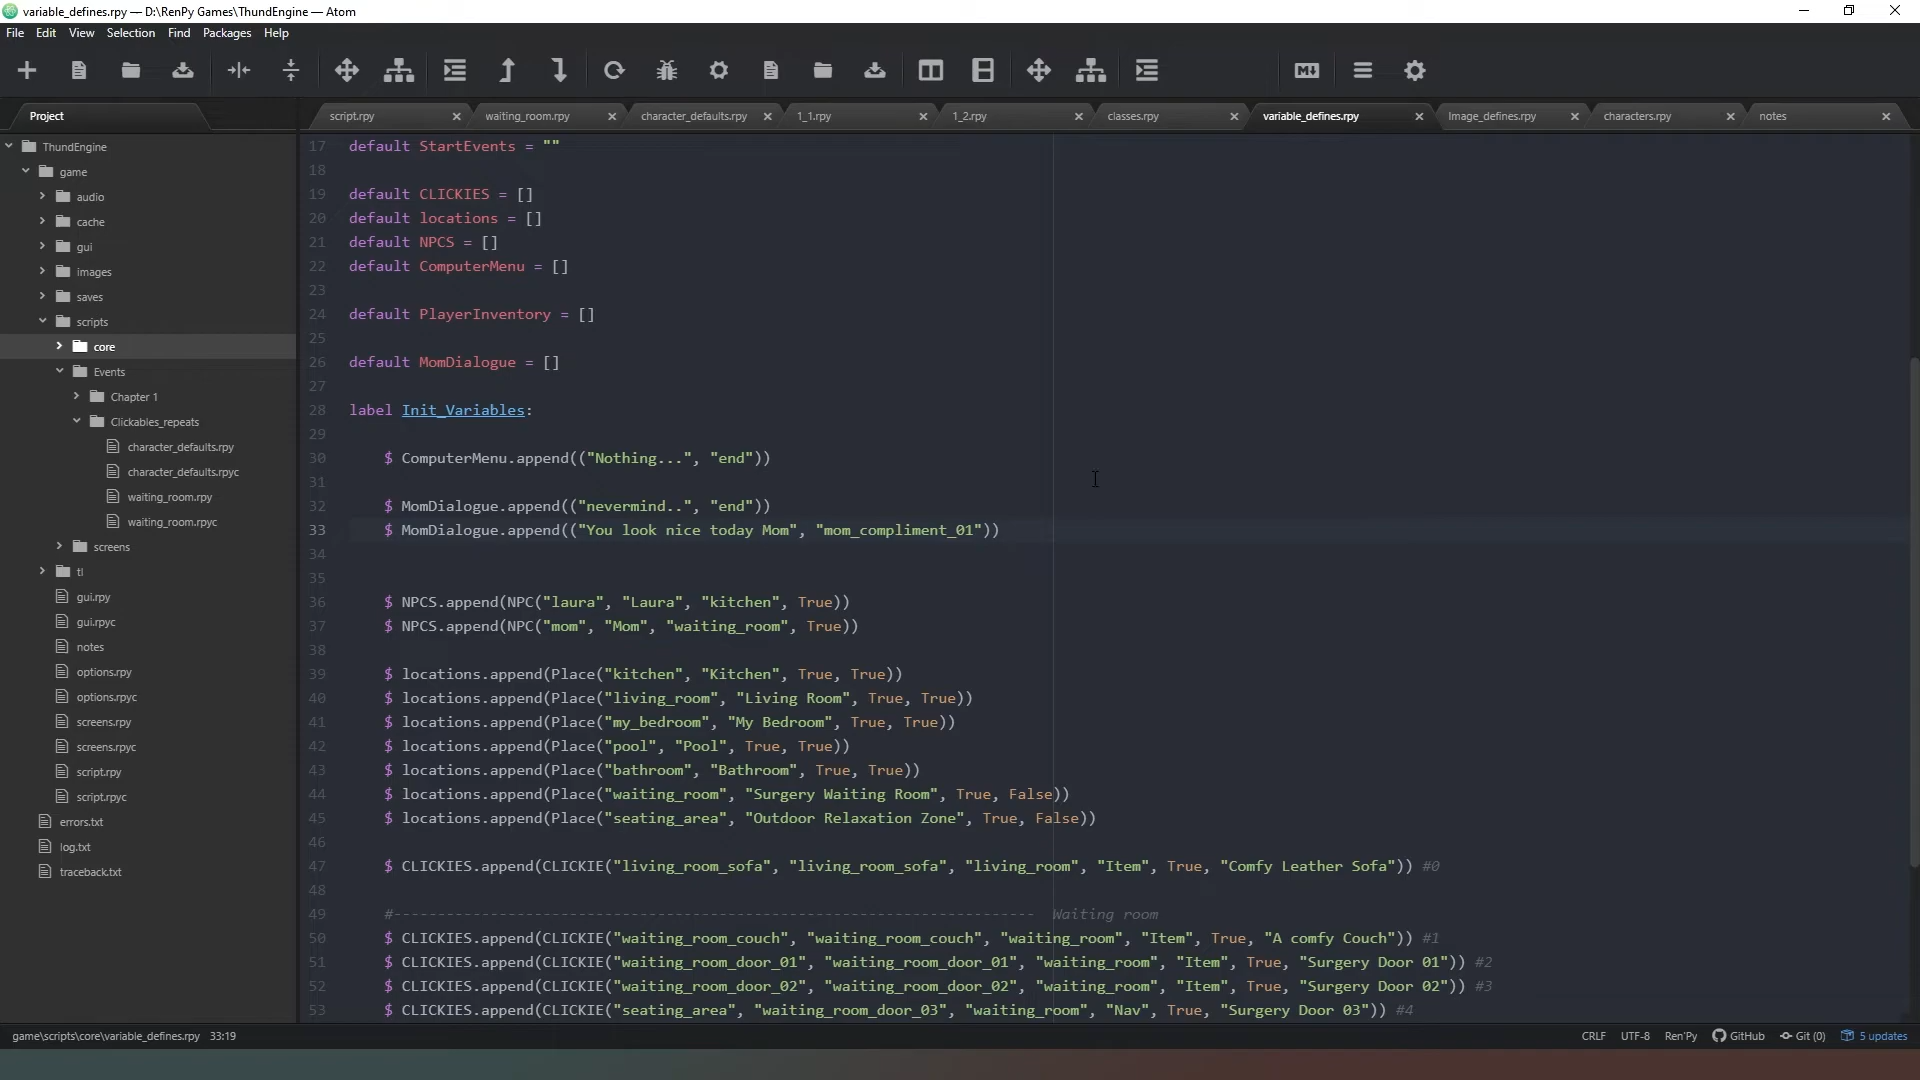 variable_defines.rpy — D:\RenPy Games\ThundEngine — Atom
File Edit View Selection Find Packages Help
M↓
Project
script.rpy waiting_room.rpy character_defaults.rpy 1_1.rpy 1_2.rpy classes.rpy variable_defines.rpy Image_defines.rpy characters.rpy notes
ThundEngine
game
audio
cache
gui
images
saves
scripts
core
Events
Chapter 1
Clickables_repeats
character_defaults.rpy
character_defaults.rpyc
waiting_room.rpy
waiting_room.rpyc
screens
tl
gui.rpy
gui.rpyc
notes
options.rpy
options.rpyc
screens.rpy
screens.rpyc
script.rpy
script.rpyc
errors.txt
log.txt
traceback.txt
17 default StartEvents = ""
18
19 default CLICKIES = []
20 default locations = []
21 default NPCS = []
22 default ComputerMenu = []
23
24 default PlayerInventory = []
25
26 default MomDialogue = []
27
28 label Init_Variables:
29
30 $ ComputerMenu.append(("Nothing...", "end"))
31
32 $ MomDialogue.append(("nevermind..", "end"))
33 $ MomDialogue.append(("You look nice today Mom", "mom_compliment_01"))
34
35
36 $ NPCS.append(NPC("laura", "Laura", "kitchen", True))
37 $ NPCS.append(NPC("mom", "Mom", "waiting_room", True))
38
39 $ locations.append(Place("kitchen", "Kitchen", True, True))
40 $ locations.append(Place("living_room", "Living Room", True, True))
41 $ locations.append(Place("my_bedroom", "My Bedroom", True, True))
42 $ locations.append(Place("pool", "Pool", True, True))
43 $ locations.append(Place("bathroom", "Bathroom", True, True))
44 $ locations.append(Place("waiting_room", "Surgery Waiting Room", True, False))
45 $ locations.append(Place("seating_area", "Outdoor Relaxation Zone", True, False))
46
47 $ CLICKIES.append(CLICKIE("living_room_sofa", "living_room_sofa", "living_room", "Item", True, "Comfy Leather Sofa")) #0
48
49 #------------------------------------------------------------------------- Waiting room
50 $ CLICKIES.append(CLICKIE("waiting_room_couch", "waiting_room_couch", "waiting_room", "Item", True, "A comfy Couch")) #1
51 $ CLICKIES.append(CLICKIE("waiting_room_door_01", "waiting_room_door_01", "waiting_room", "Item", True, "Surgery Door 01")) #2
52 $ CLICKIES.append(CLICKIE("waiting_room_door_02", "waiting_room_door_02", "waiting_room", "Item", True, "Surgery Door 02")) #3
53 $ CLICKIES.append(CLICKIE("seating_area", "waiting_room_door_03", "waiting_room", "Nav", True, "Surgery Door 03")) #4
game\scripts\core\variable_defines.rpy 33:19 CRLF UTF-8 Ren'Py GitHub Git (0) 5 updates